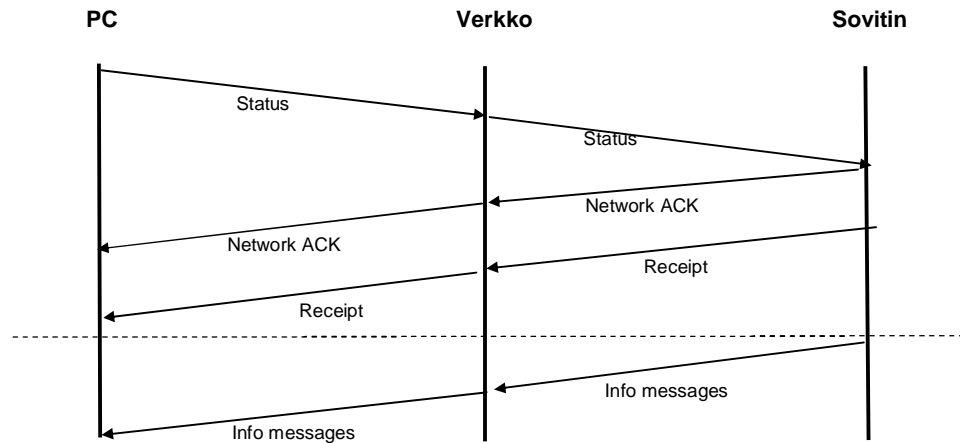 PC Verkko Sovitin
Status
Status
Network ACK
Network ACK
Receipt
Receipt
Info messages
Info messages